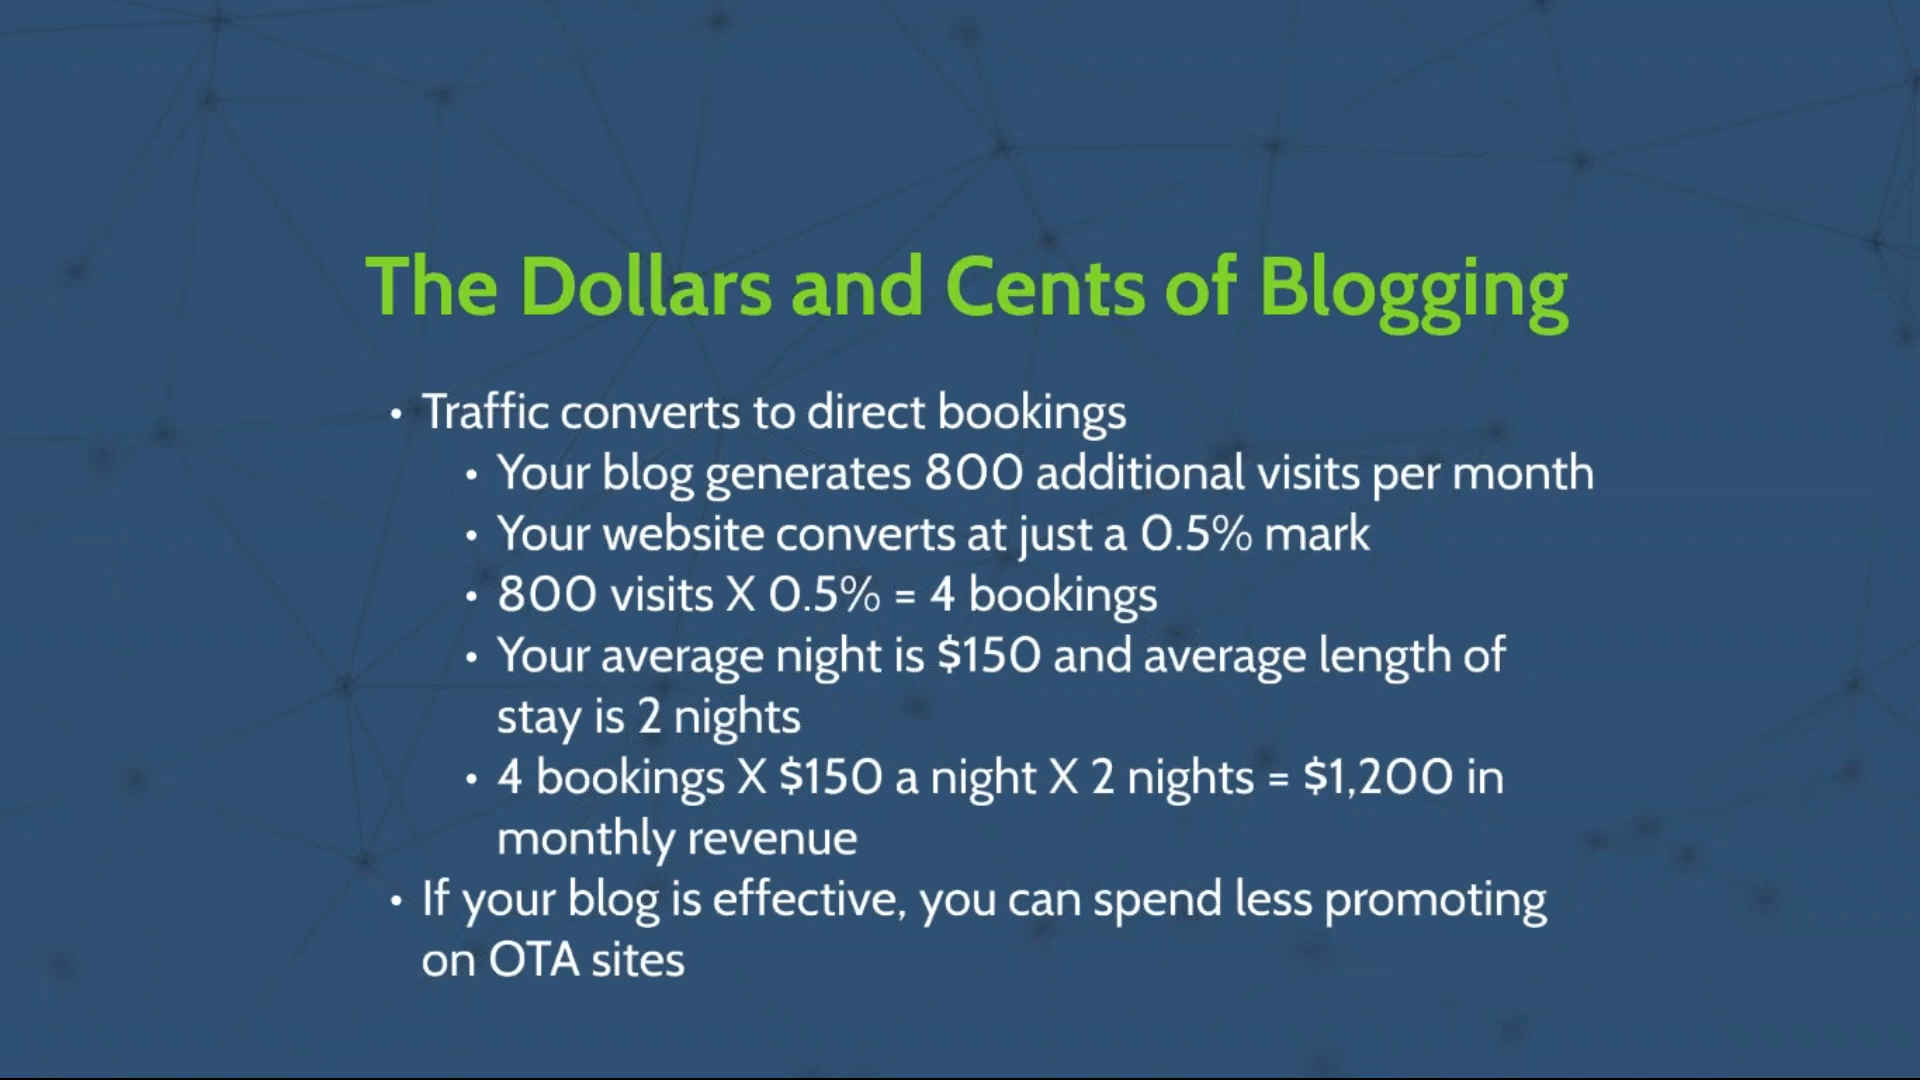 The Dollars and Cents of Blogging
• Traffic converts to direct bookings
• Your blog generates 800 additional visits per month
• Your website converts at just a 0.5% mark
• 800 visits X 0.5% = 4 bookings
• Your average night is $150 and average length of
stay is 2 nights
• 4 bookings X $150 a night X 2 nights = $1,200 in
monthly revenue
• If your blog is effective, you can spend less promoting
on OTA sites